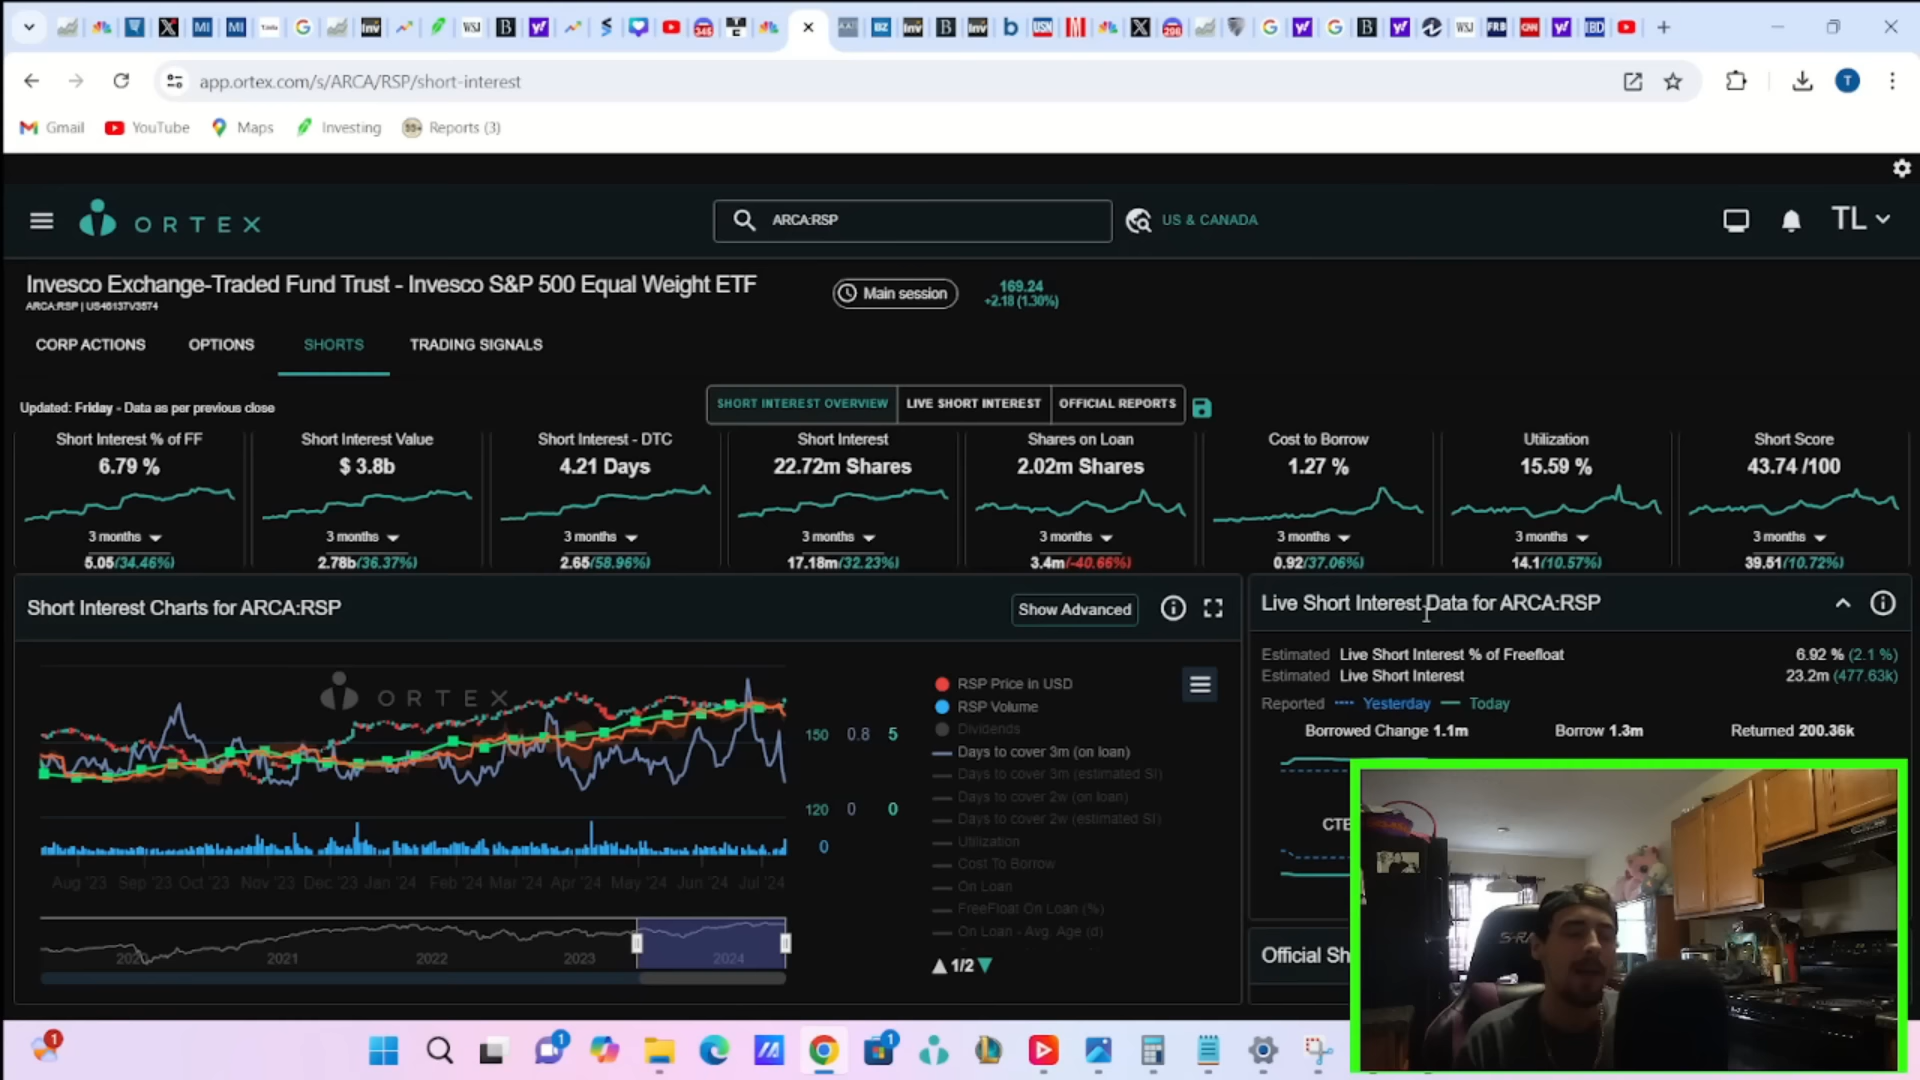 app.ortex.com/s/ARCA/RSP/short-interest
T
Gmail YouTube Maps Investing Reports (3)
ORTEX
ARCA:RSP
US & CANADA
TL
Invesco Exchange-Traded Fund Trust - Invesco S&P 500 Equal Weight ETF
ARCA:RSP | US46137V3574
Main session
169.24
+2.18 (1.30%)
CORP ACTIONS OPTIONS SHORTS TRADING SIGNALS
Updated: Friday - Data as per previous close
SHORT INTEREST OVERVIEW LIVE SHORT INTEREST OFFICIAL REPORTS
Short Interest % of FF Short Interest Value Short Interest - DTC Short Interest Shares on Loan Cost to Borrow Utilization Short Score
6.79 % $ 3.8b 4.21 Days 22.72m Shares 2.02m Shares 1.27 % 15.59 % 43.74 /100
3 months 3 months 3 months 3 months 3 months 3 months 3 months 3 months
5.05(34.46%) 2.78b(36.37%) 2.65(58.96%) 17.18m(32.23%) 3.4m(-40.66%) 0.92(37.06%) 14.1(10.57%) 39.51(10.72%)
Short Interest Charts for ARCA:RSP
Show Advanced
ORTEX
150 0.8 5
120 0 0
0
Aug '23 Sep '23 Oct '23 Nov '23 Dec '23 Jan '24 Feb '24 Mar '24 Apr '24 May '24 Jun '24 Jul '24
2020 2021 2022 2023 2024
RSP Price in USD
RSP Volume
Dividends
Days to cover 3m (on loan)
Days to cover 3m (estimated SI)
Days to cover 2w (on loan)
Days to cover 2w (estimated SI)
Utilization
Cost To Borrow
On Loan
FreeFloat On Loan (%)
On Loan - Avg. Age (d)
1/2
Live Short Interest Data for ARCA:RSP
Estimated Live Short Interest % of Freefloat 6.92 % (2.1 %)
Estimated Live Short Interest 23.2m (477.63k)
Reported Yesterday Today
Borrowed Change 1.1m Borrow 1.3m Returned 200.36k
Official Sh